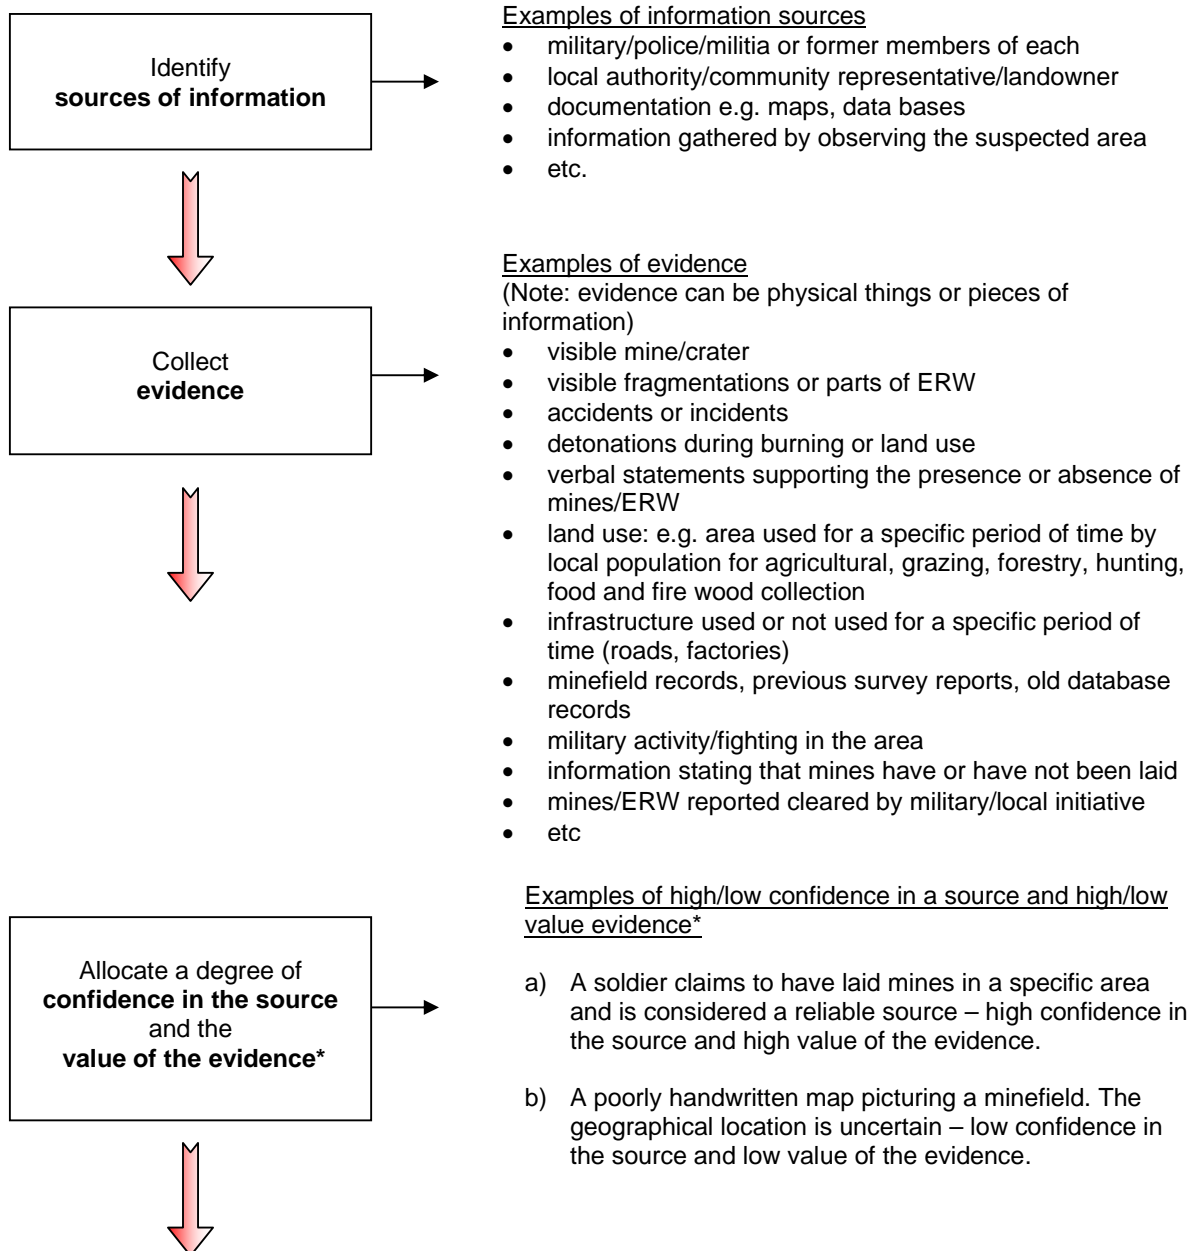 Identify
sources of information
Examples of information sources
• military/police/militia or former members of each
• local authority/community representative/landowner
• documentation e.g. maps, data bases
• information gathered by observing the suspected area
• etc.
Collect
evidence
Examples of evidence
(Note: evidence can be physical things or pieces of
information)
• visible mine/crater
• visible fragmentations or parts of ERW
• accidents or incidents
• detonations during burning or land use
• verbal statements supporting the presence or absence of
mines/ERW
• land use: e.g. area used for a specific period of time by
local population for agricultural, grazing, forestry, hunting,
food and fire wood collection
• infrastructure used or not used for a specific period of
time (roads, factories)
• minefield records, previous survey reports, old database
records
• military activity/fighting in the area
• information stating that mines have or have not been laid
• mines/ERW reported cleared by military/local initiative
• etc
Allocate a degree of
confidence in the source
and the
value of the evidence*
Examples of high/low confidence in a source and high/low
value evidence*
a) A soldier claims to have laid mines in a specific area
and is considered a reliable source – high confidence in
the source and high value of the evidence.
b) A poorly handwritten map picturing a minefield. The
geographical location is uncertain – low confidence in
the source and low value of the evidence.